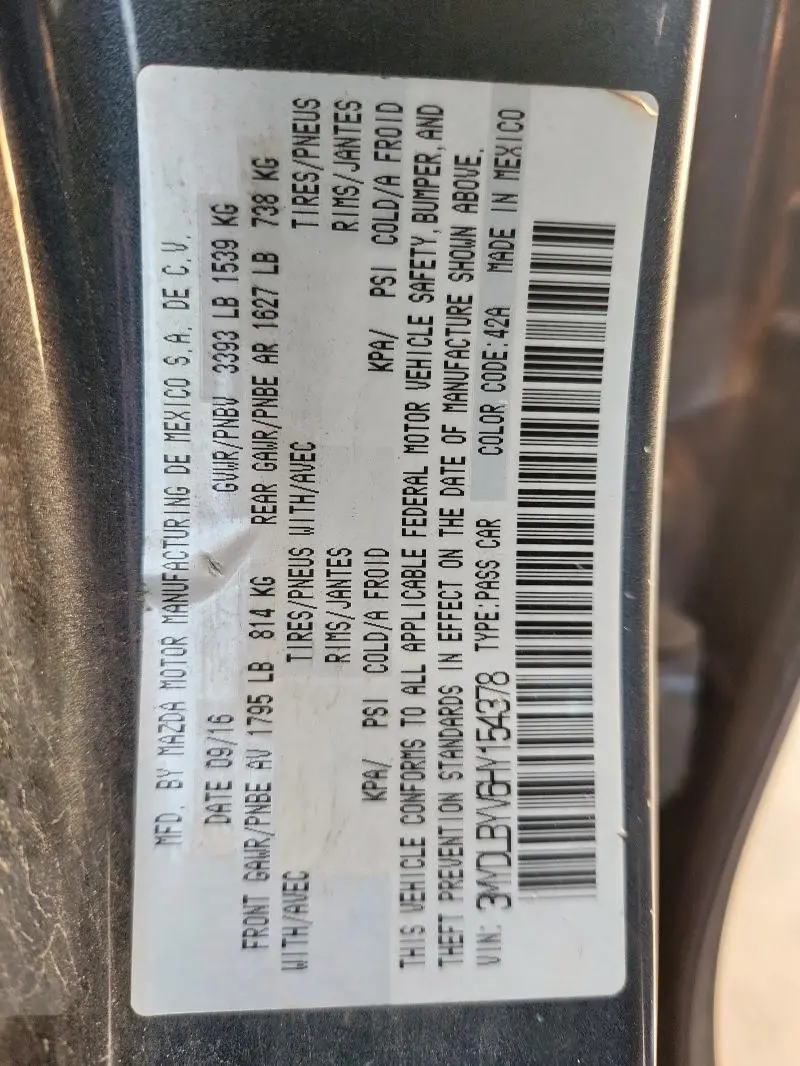 MFD. BY MAZDA MOTOR MANUFACTURING DE MEXICO S.A. DE C.V.
DATE 09/16 GVWR/PNBV 3393 LB 1539 KG
FRONT GAWR/PNBE AV 1795 LB 814 KG REAR GAWR/PNBE AR 1627 LB 738 KG
WITH/AVEC TIRES/PNEUS WITH/AVEC TIRES/PNEUS
RIMS/JANTES RIMS/JANTES
KPA/ PSI COLD/A FROID KPA/ PSI COLD/A FROID
THIS VEHICLE CONFORMS TO ALL APPLICABLE FEDERAL MOTOR VEHICLE SAFETY, BUMPER, AND
THEFT PREVENTION STANDARDS IN EFFECT ON THE DATE OF MANUFACTURE SHOWN ABOVE.
VIN: 3MYDLBYV6HY154378 TYPE:PASS CAR COLOR CODE:42A MADE IN MEXICO